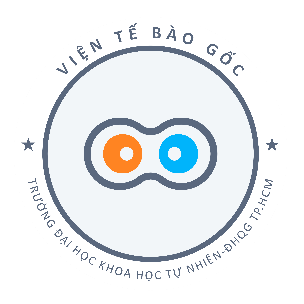 VIỆN TẾ BÀO GỐC
TRƯỜNG ĐẠI HỌC KHOA HỌC TỰ NHIÊN-ĐHQG TP.HCM